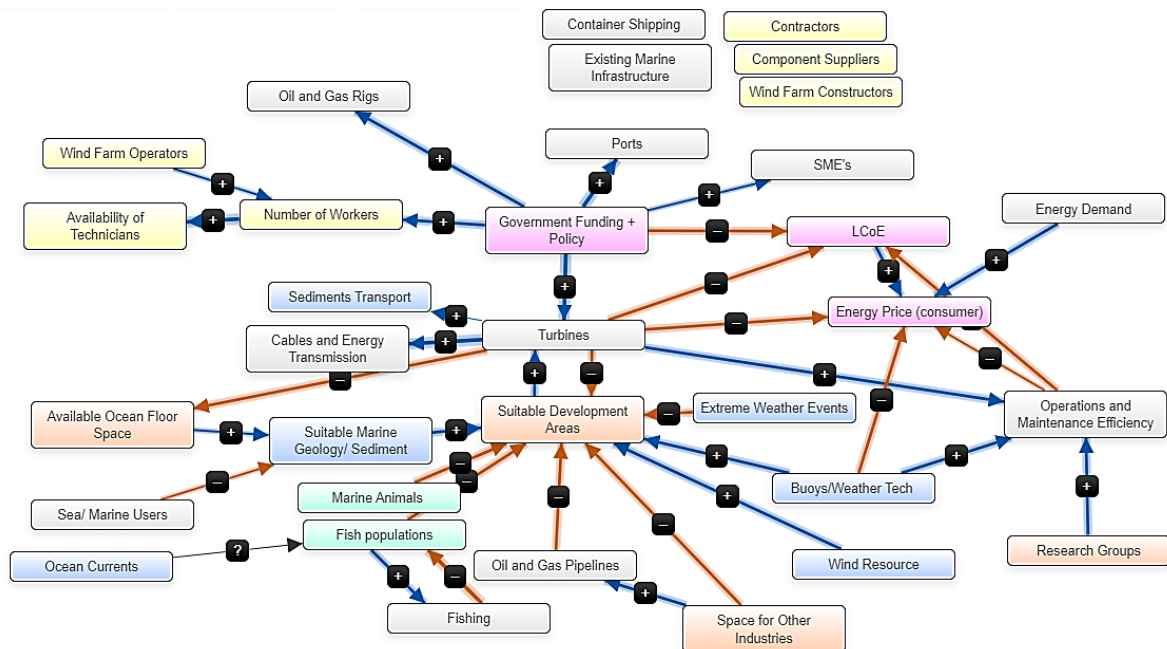 Container Shipping
Contractors
Existing Marine
Infrastructure
Component Suppliers
Wind Farm Constructors
Oil and Gas Rigs
+
Ports
+
SME's
+
Wind Farm Operators
+
Availability of
Technicians
+
Number of Workers
+
Government Funding +
Policy
−
LCoE
+
Energy Demand
+
+
−
Sediments Transport
+
Energy Price (consumer)
−
Cables and Energy
Transmission
+
Turbines
−
−
−
+
−
+
−
Available Ocean Floor
Space
+
Suitable Marine
Geology/ Sediment
+
Suitable Development
Areas
−
Extreme Weather Events
Operations and
Maintenance Efficiency
−
−
−
+
+
Sea/ Marine Users
Marine Animals
−
−
+
Buoys/Weather Tech
+
Fish populations
?
Ocean Currents
+
−
Oil and Gas Pipelines
+
Wind Resource
Research Groups
Fishing
Space for Other
Industries